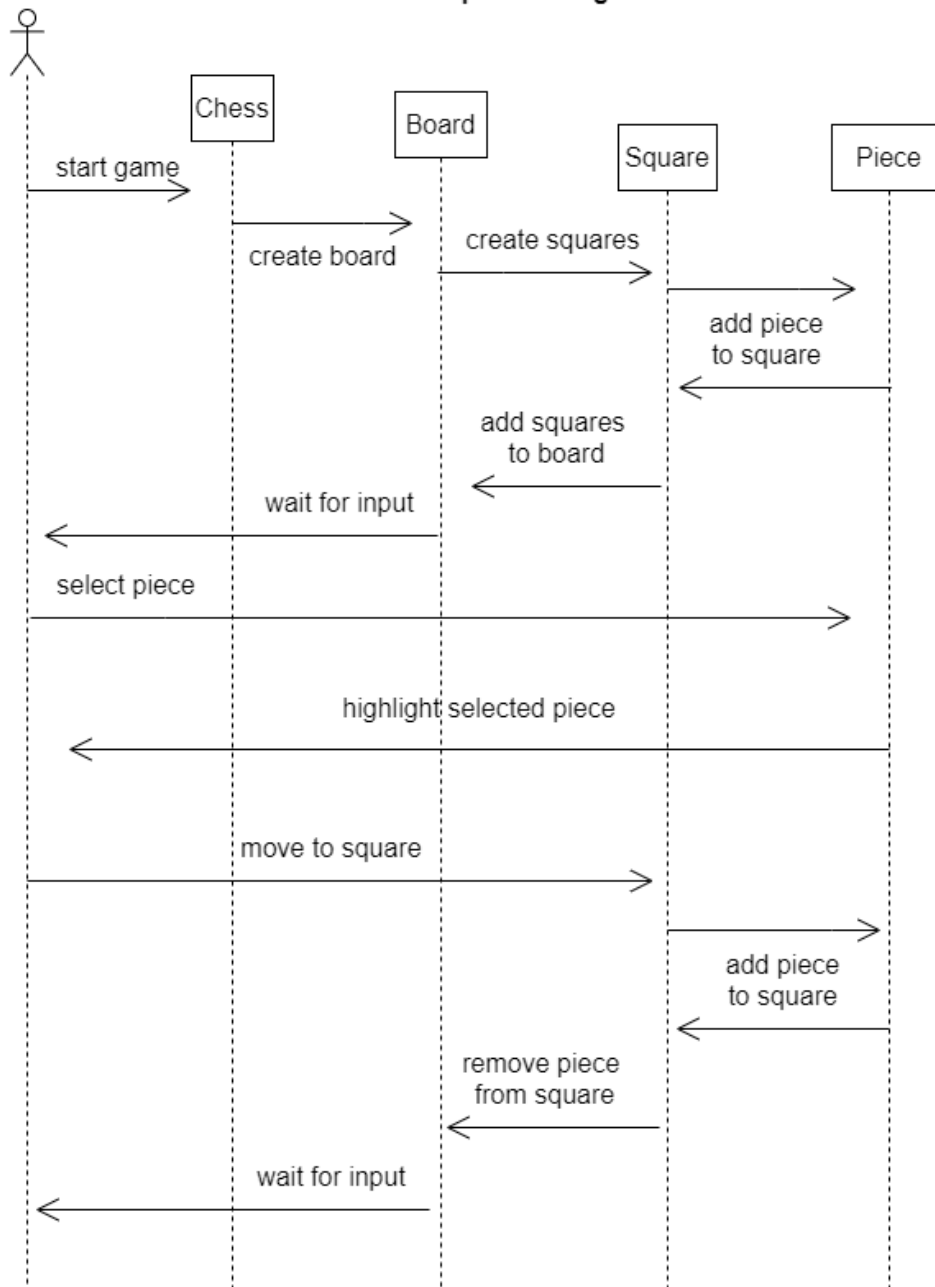 Chess
Board
Square
Piece
start game
create board
create squares
add piece
to square
add squares
to board
wait for input
select piece
highlight selected piece
move to square
add piece
to square
remove piece
from square
wait for input